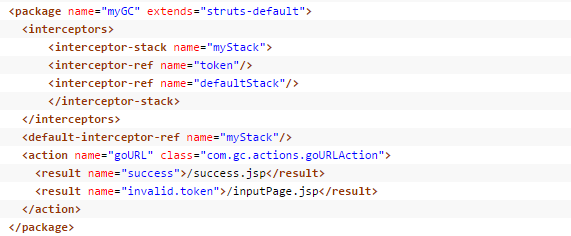 <package name="myGC" extends="struts-default">
<interceptors>
<interceptor-stack name="myStack">
<interceptor-ref name="token"/>
<interceptor-ref name="defaultStack"/>
</interceptor-stack>
</interceptors>
<default-interceptor-ref name="myStack"/>
<action name="goURL" class="com.gc.actions.goURLAction">
<result name="success">/success.jsp</result>
<result name="invalid.token">/inputPage.jsp</result>
</action>
</package>